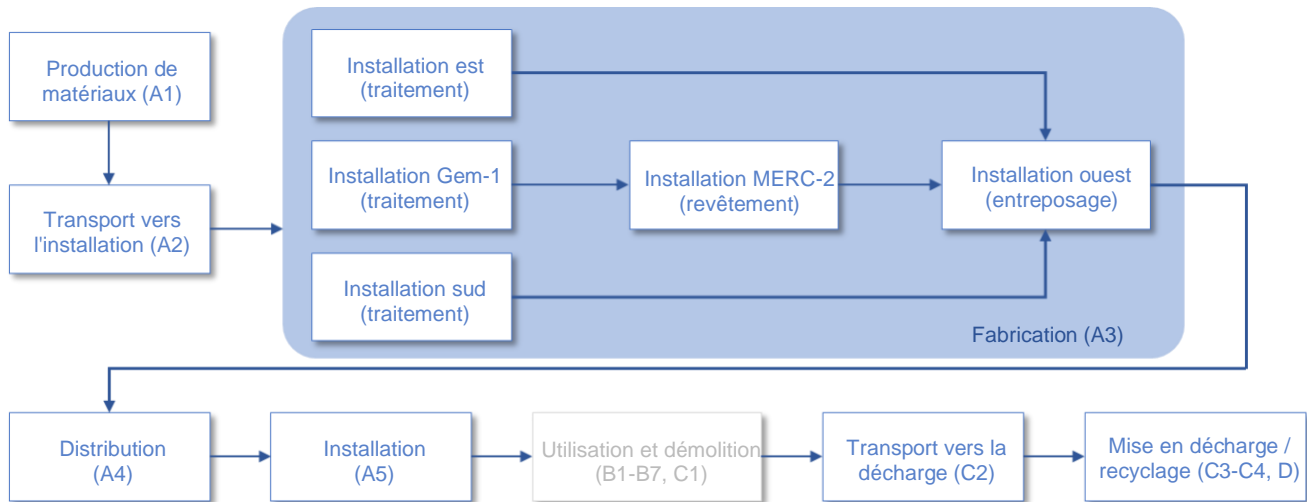 Production de
matériaux (A1)
Transport vers
l'installation (A2)
Installation est
(traitement)
Installation Gem-1
(traitement)
Installation MERC-2
(revêtement)
Installation ouest
(entreposage)
Installation sud
(traitement)
Fabrication (A3)
Distribution
(A4)
Installation
(A5)
Utilisation et démolition
(B1-B7, C1)
Transport vers la
décharge (C2)
Mise en décharge /
recyclage (C3-C4, D)